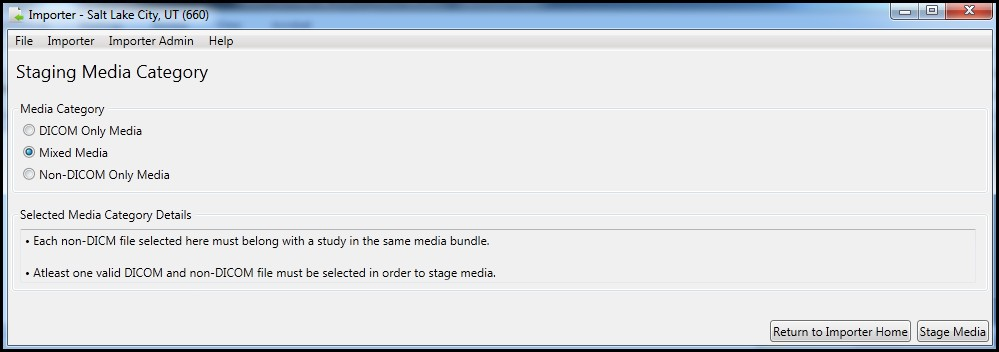 Importer - Salt Lake City, UT (660)
File Importer Importer Admin Help
Staging Media Category
Media Category
DICOM Only Media
Mixed Media
Non-DICOM Only Media
Selected Media Category Details
• Each non-DICM file selected here must belong with a study in the same media bundle.
• Atleast one valid DICOM and non-DICOM file must be selected in order to stage media.
Return to Importer Home Stage Media